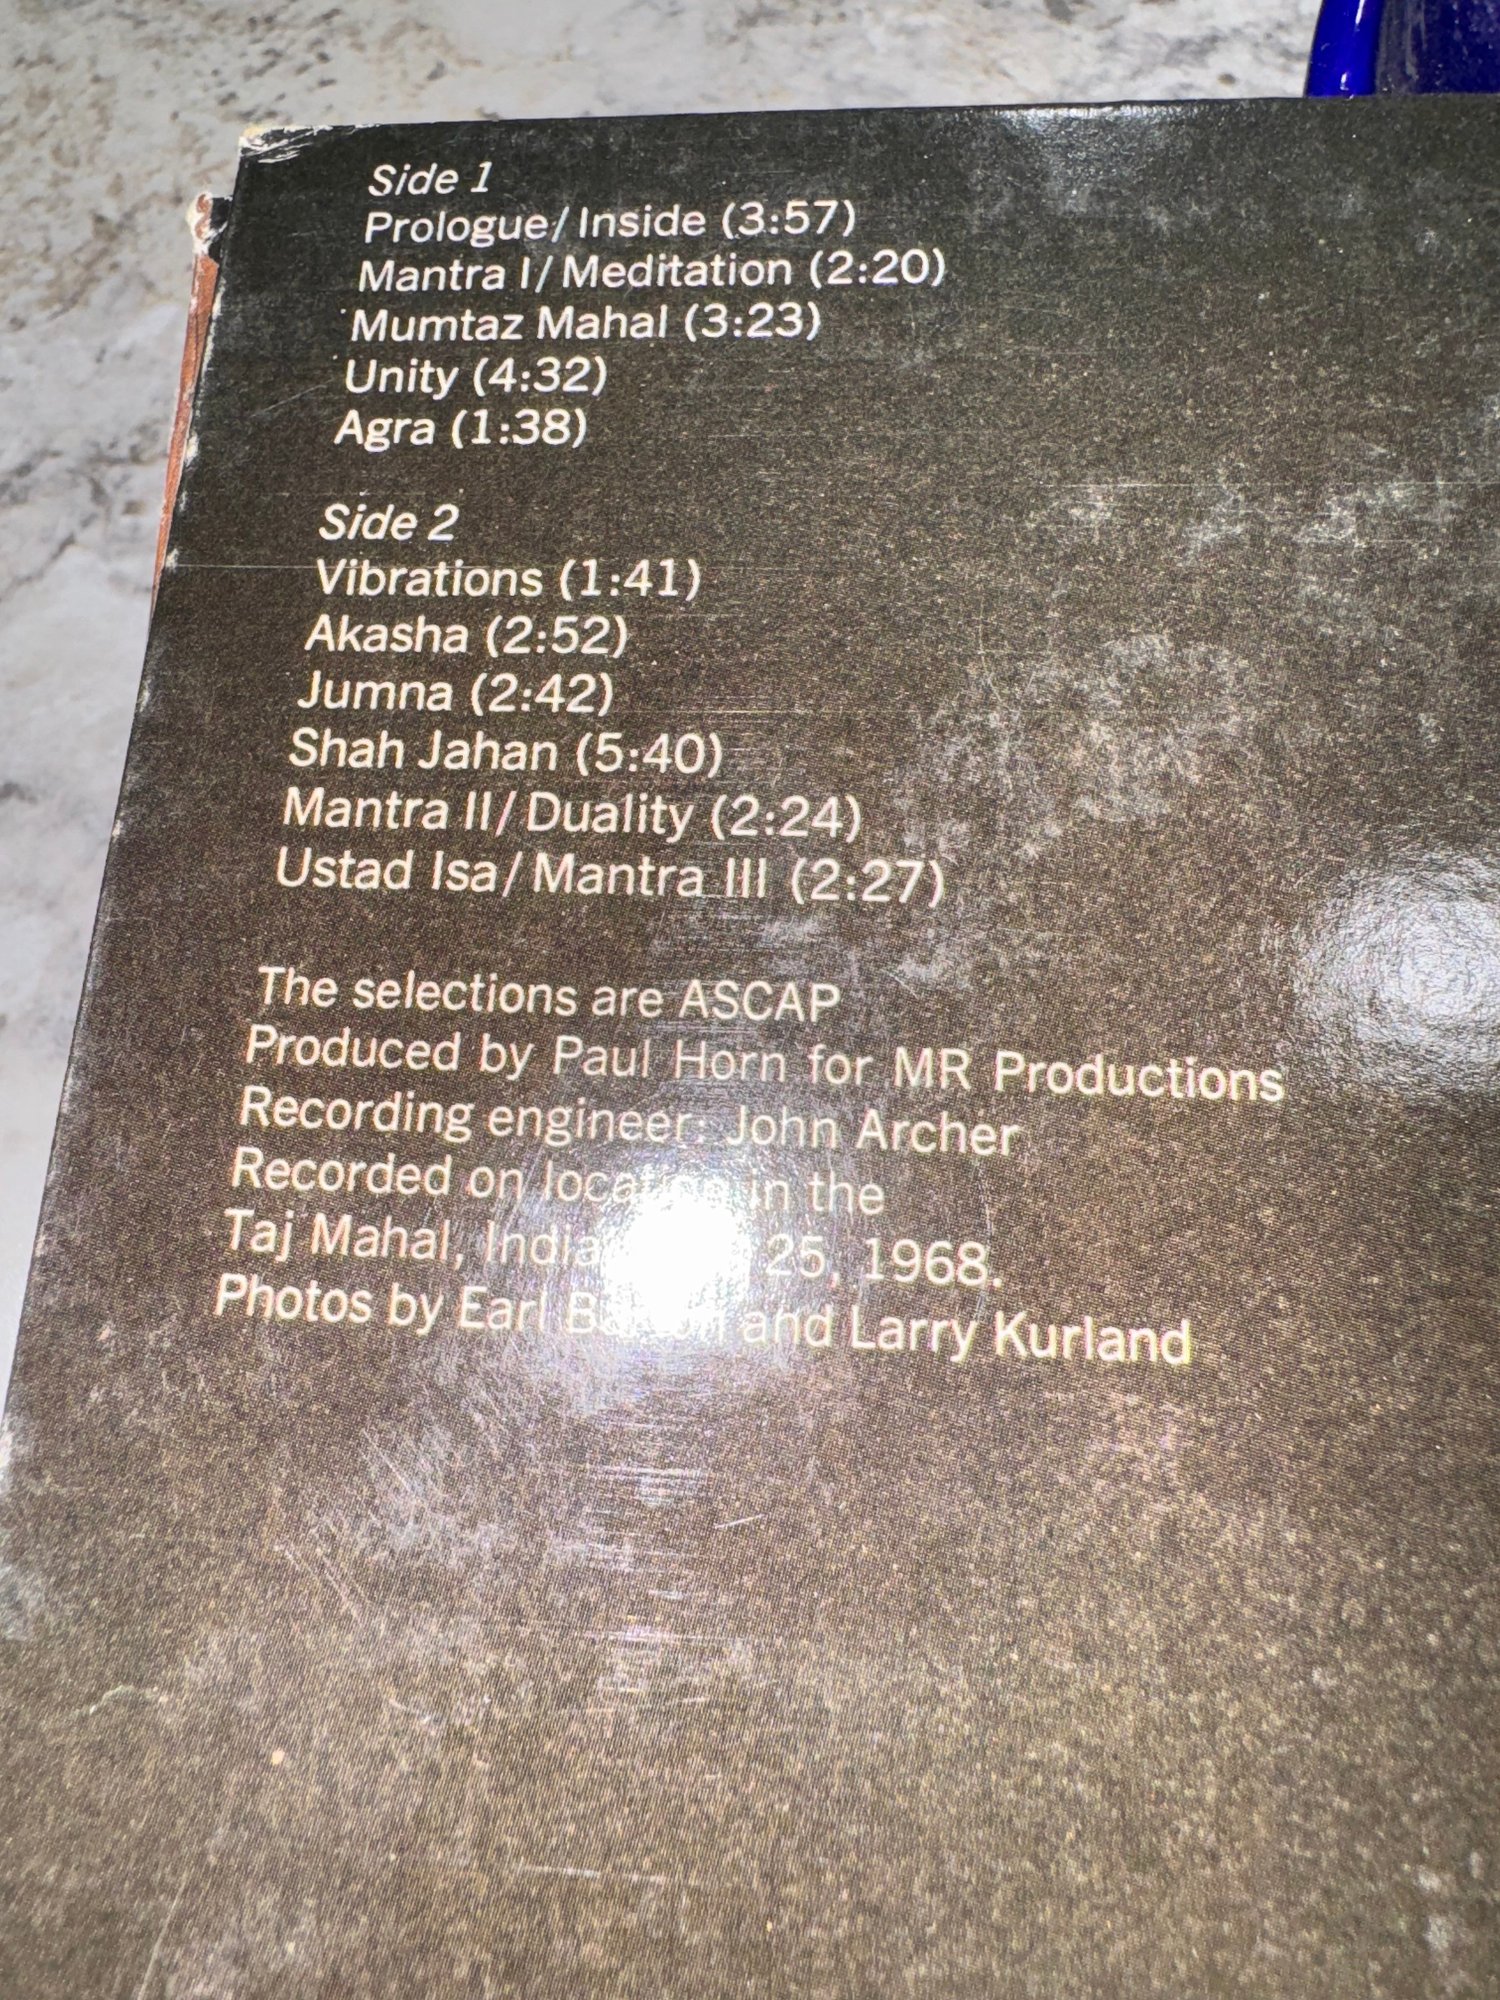 Side 1
Prologue/Inside (3:57)
Mantra I/Meditation (2:20)
Mumtaz Mahal (3:23)
Unity (4:32)
Agra (1:38)
Side 2
Vibrations (1:41)
Akasha (2:52)
Jumna (2:42)
Shah Jahan (5:40)
Mantra II/Duality (2:24)
Ustad Isa/Mantra III (2:27)
The selections are ASCAP
Produced by Paul Horn for MR Productions
Recording engineer: John Archer
Recorded on location in the
Taj Mahal, India 25, 1968.
Photos by Earl and Larry Kurland